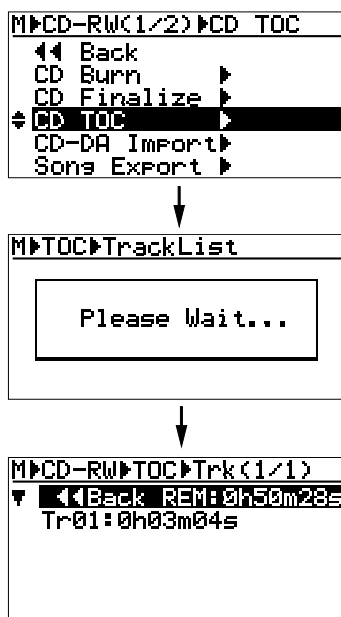 M▶CD-RW(1/2)▶CD TOC
◀◀ Back
CD Burn ▶
CD Finalize ▶
CD TOC ▶
CD-DA Import▶
Song Export ▶
M▶TOC▶TrackList
Please Wait...
M▶CD-RW▶TOC▶Trk(1/1)
◀◀Back REM:0h50m28s
Tr01:0h03m04s